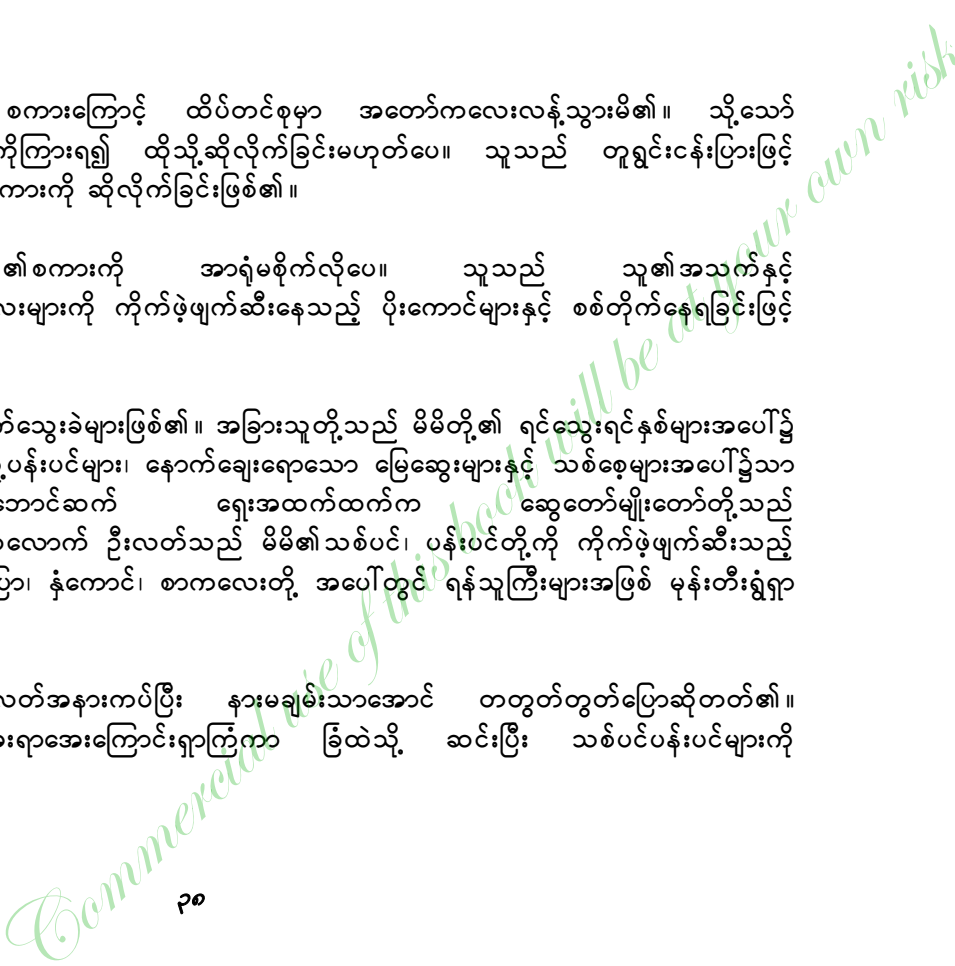 စကားကြောင့် ထိပ်တင်စုမှာ အတော်ကလေးလန့်သွားမိ၏။ သို့သော်
ကိုကြားရ၍ ထိုသို့ဆိုလိုက်ခြင်းမဟုတ်ပေ။ သူသည် တူရွင်းငန်းပြားဖြင့်
ကားကို ဆိုလိုက်ခြင်းဖြစ်၏။
၏စကားကို အာရုံမစိုက်လိုပေ။ သူသည် သူ၏အသက်နှင့်
လေးများကို ကိုက်ဖဲ့ဖျက်ဆီးနေသည့် ပိုးကောင်များနှင့် စစ်တိုက်နေရခြင်းဖြင့်
က်သွေးခဲများဖြစ်၏။ အခြားသူတို့သည် မိမိတို့၏ ရင်သွေးရင်နှစ်များအပေါ်၌
ပန်းပင်များ၊ နောက်ချေးရောသော မြေဆွေးများနှင့် သစ်စေ့များအပေါ်၌သာ
ဘောင်ဆက် ရှေးအထက်ထက်က ဆွေတော်မျိုးတော်တို့သည်
လောက် ဦးလတ်သည် မိမိ၏သစ်ပင်၊ ပန်းပင်တို့ကို ကိုက်ဖဲ့ဖျက်ဆီးသည့်
နှံကောင်၊ စာကလေးတို့ အပေါ်တွင် ရန်သူကြီးများအဖြစ် မုန်းတီးရွံရှာ
လတ်အနားကပ်ပြီး နားမချမ်းသာအောင် တတွတ်တွတ်ပြောဆိုတတ်၏။
းရာအေးကြောင်းရှာကြံကာ ခြံထဲသို့ ဆင်းပြီး သစ်ပင်ပန်းပင်များကို
၃၈
Commercial use of this book will be at your own risk